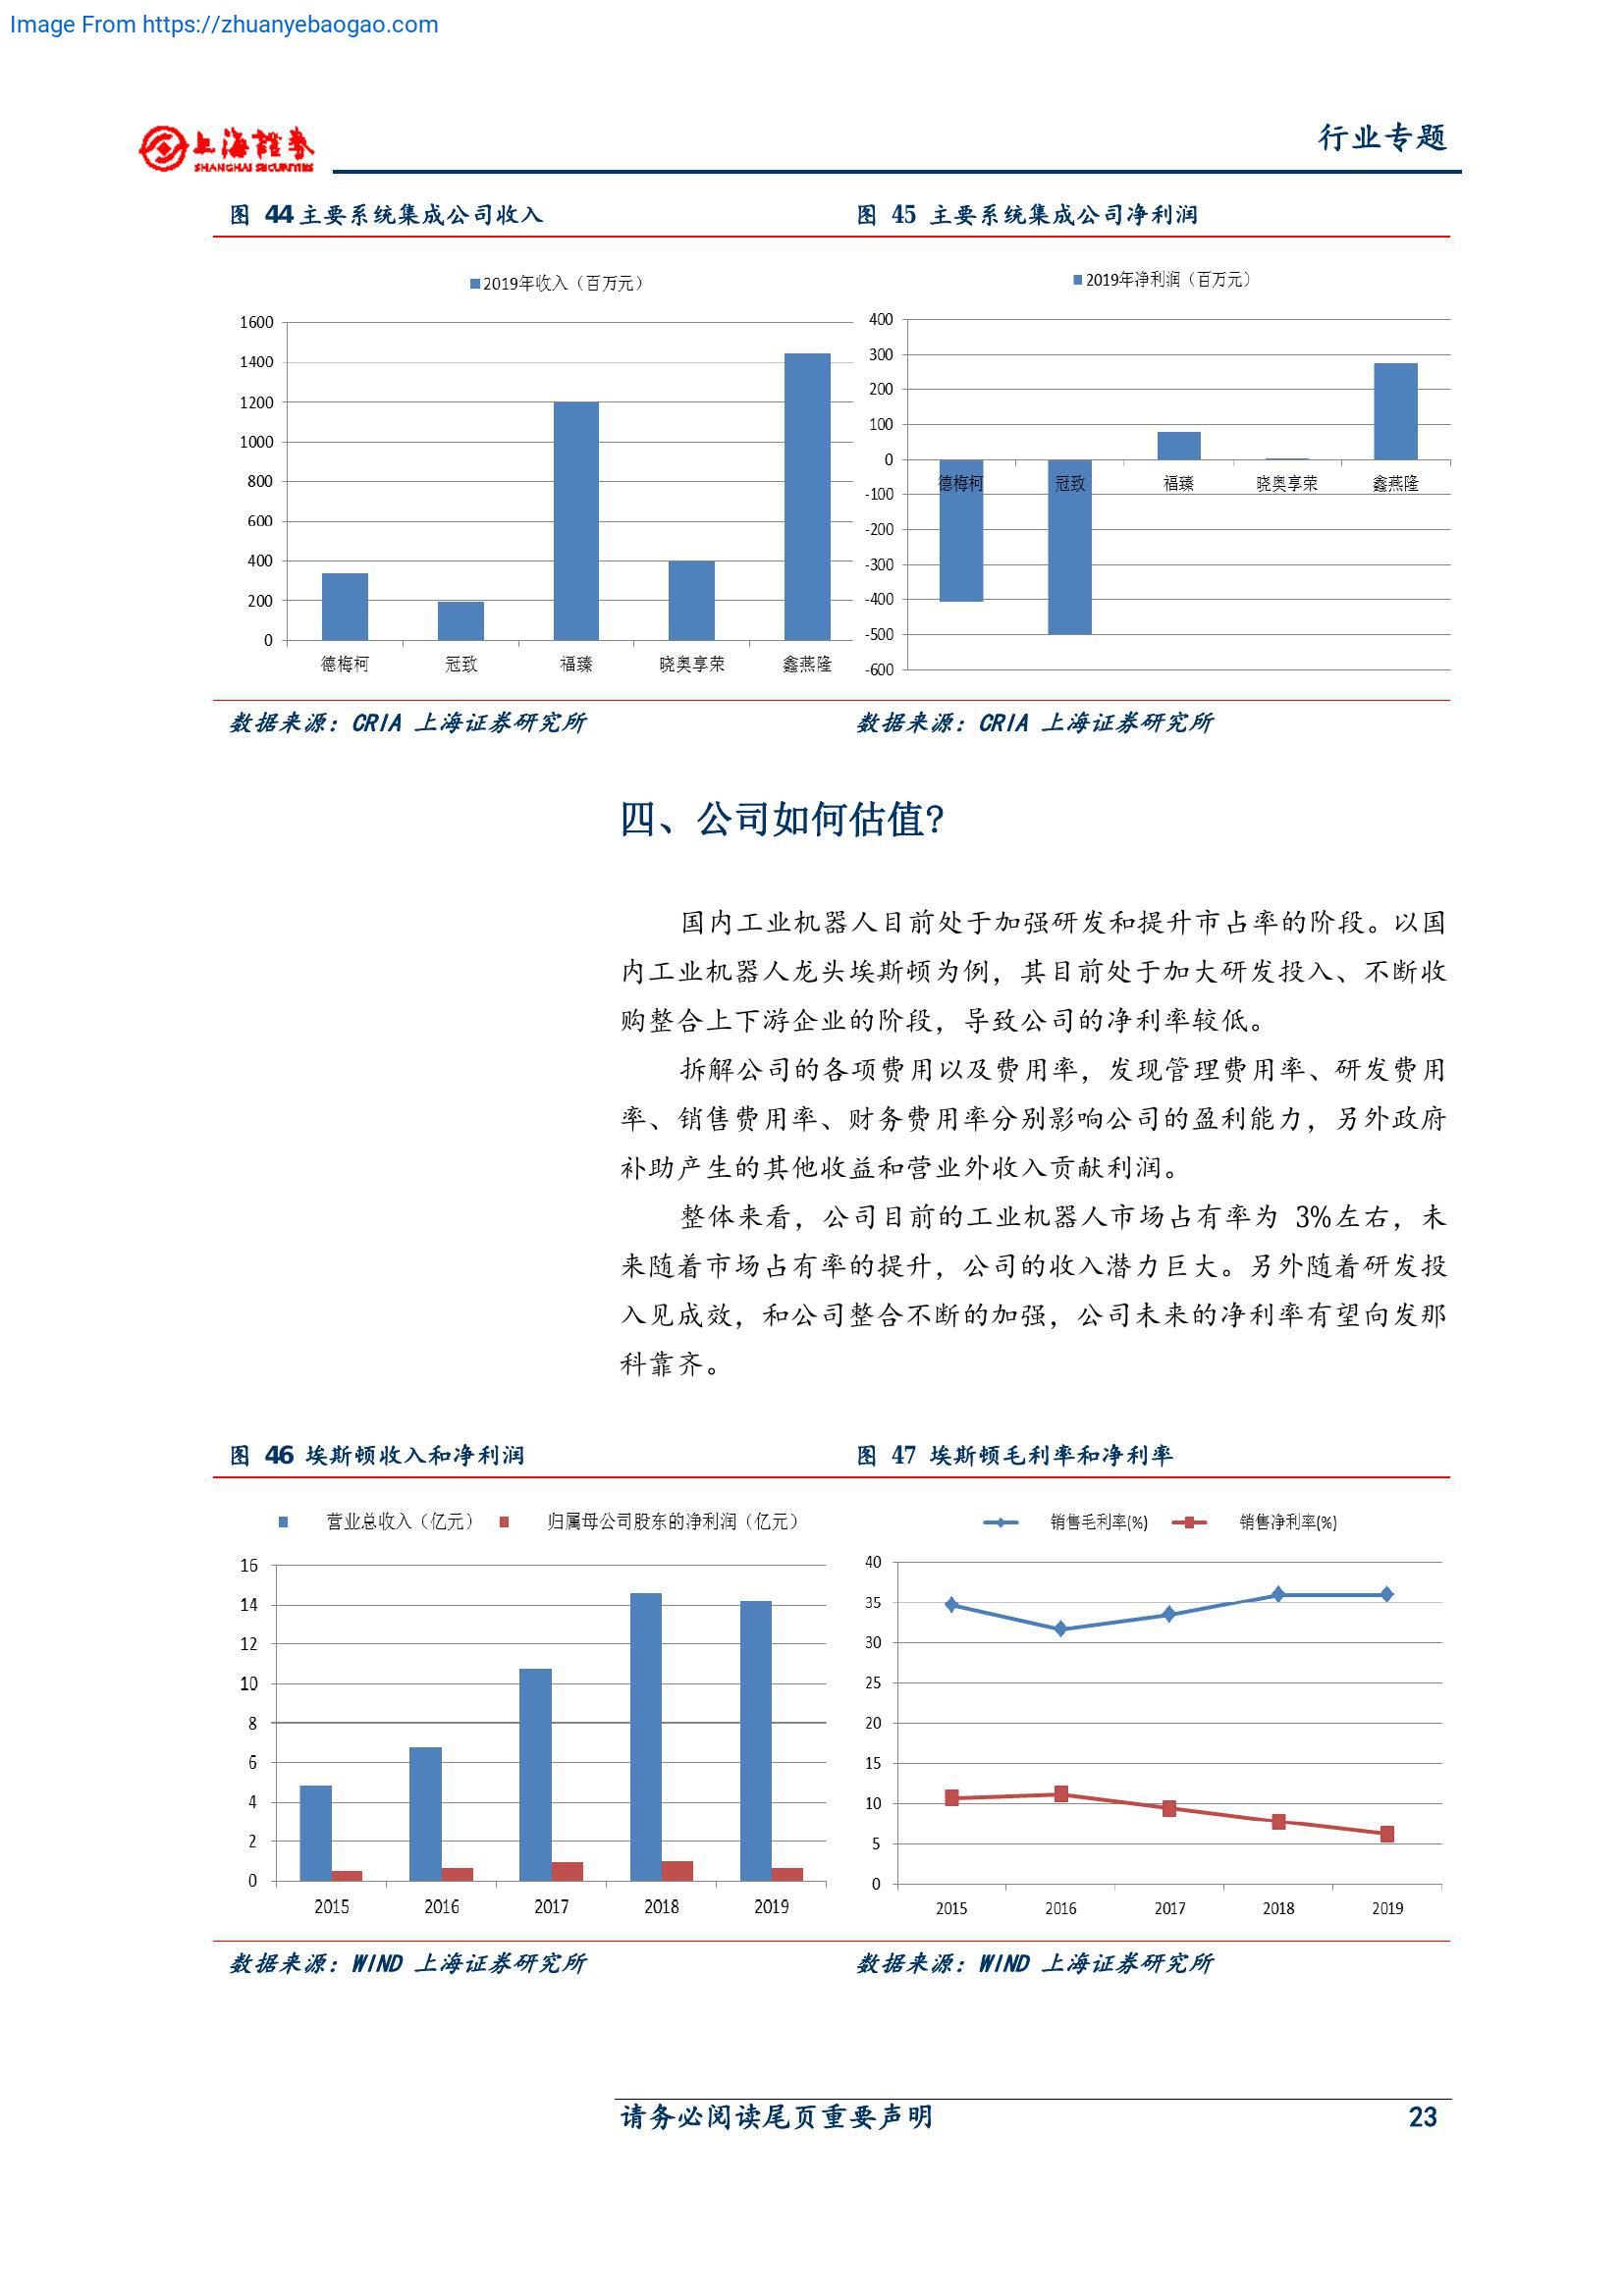 Image From https://zhuanyebaogao.com
上海證券
SHANGHAI SECURITIES
行业专题
图 44 主要系统集成公司收入
图 45 主要系统集成公司净利润
2019年收入（百万元）
1600
1400
1200
1000
800
600
400
200
0
德梅柯 冠致 福臻 晓奥享荣 鑫燕隆
2019年净利润（百万元）
400
300
200
100
0
-100
-200
-300
-400
-500
-600
德梅柯 冠致 福臻 晓奥享荣 鑫燕隆
数据来源：CRIA 上海证券研究所
数据来源：CRIA 上海证券研究所
四、公司如何估值？
国内工业机器人目前处于加强研发和提升市占率的阶段。以国
内工业机器人龙头埃斯顿为例，其目前处于加大研发投入、不断收
购整合上下游企业的阶段，导致公司的净利率较低。
拆解公司的各项费用以及费用率，发现管理费用率、研发费用
率、销售费用率、财务费用率分别影响公司的盈利能力，另外政府
补助产生的其他收益和营业外收入贡献利润。
整体来看，公司目前的工业机器人市场占有率为 3%左右，未
来随着市场占有率的提升，公司的收入潜力巨大。另外随着研发投
入见成效，和公司整合不断的加强，公司未来的净利率有望向发那
科靠齐。
图 46 埃斯顿收入和净利润
图 47 埃斯顿毛利率和净利率
营业总收入（亿元） 归属母公司股东的净利润（亿元）
16
14
12
10
8
6
4
2
0
2015 2016 2017 2018 2019
销售毛利率(%) 销售净利率(%)
40
35
30
25
20
15
10
5
0
2015 2016 2017 2018 2019
数据来源：WIND 上海证券研究所
数据来源：WIND 上海证券研究所
请务必阅读尾页重要声明
23